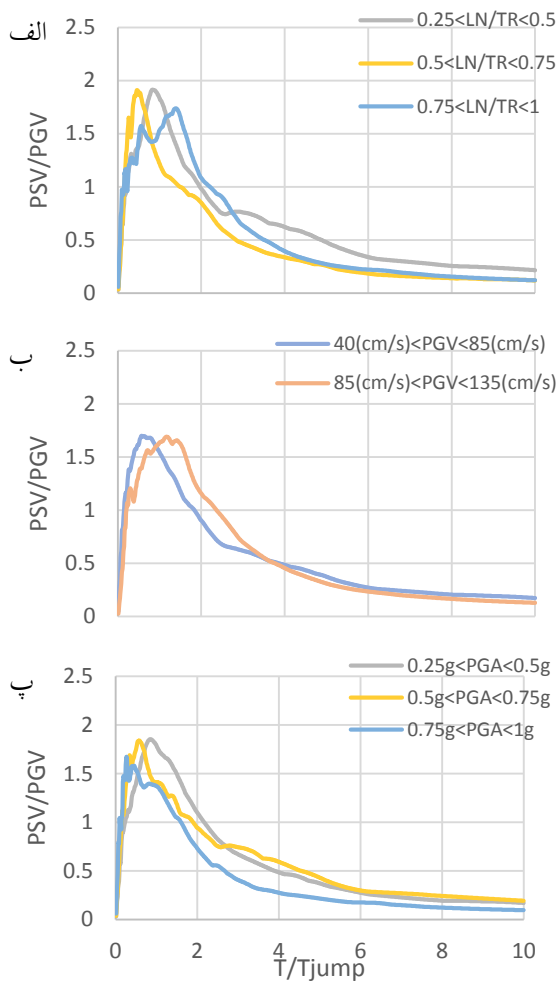 الف
0.25<LN/TR<0.5
0.5<LN/TR<0.75
0.75<LN/TR<1
PSV/PGV
2.5
2
1.5
1
0.5
0
ب
40(cm/s)<PGV<85(cm/s)
85(cm/s)<PGV<135(cm/s)
PSV/PGV
2.5
2
1.5
1
0.5
0
پ
0.25g<PGA<0.5g
0.5g<PGA<0.75g
0.75g<PGA<1g
PSV/PGV
2.5
2
1.5
1
0.5
0
0 2 4 6 8 10
T/Tjump